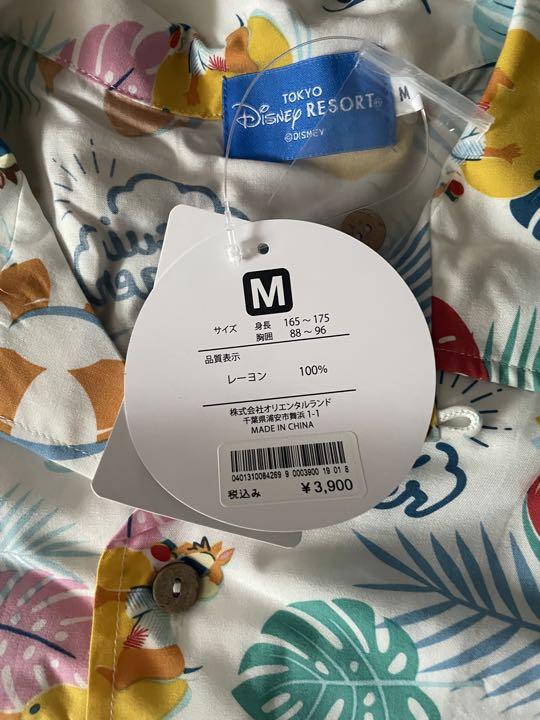 TOKYO
Disney RESORT®
©DISNEY
M
M
サイズ 身長 165～175
胸囲 88～96
品質表示
レーヨン 100%
株式会社オリエンタルランド
千葉県浦安市舞浜 1-1
MADE IN CHINA
0401310084269 9 0003900 19 01 8
税込み ￥3,900